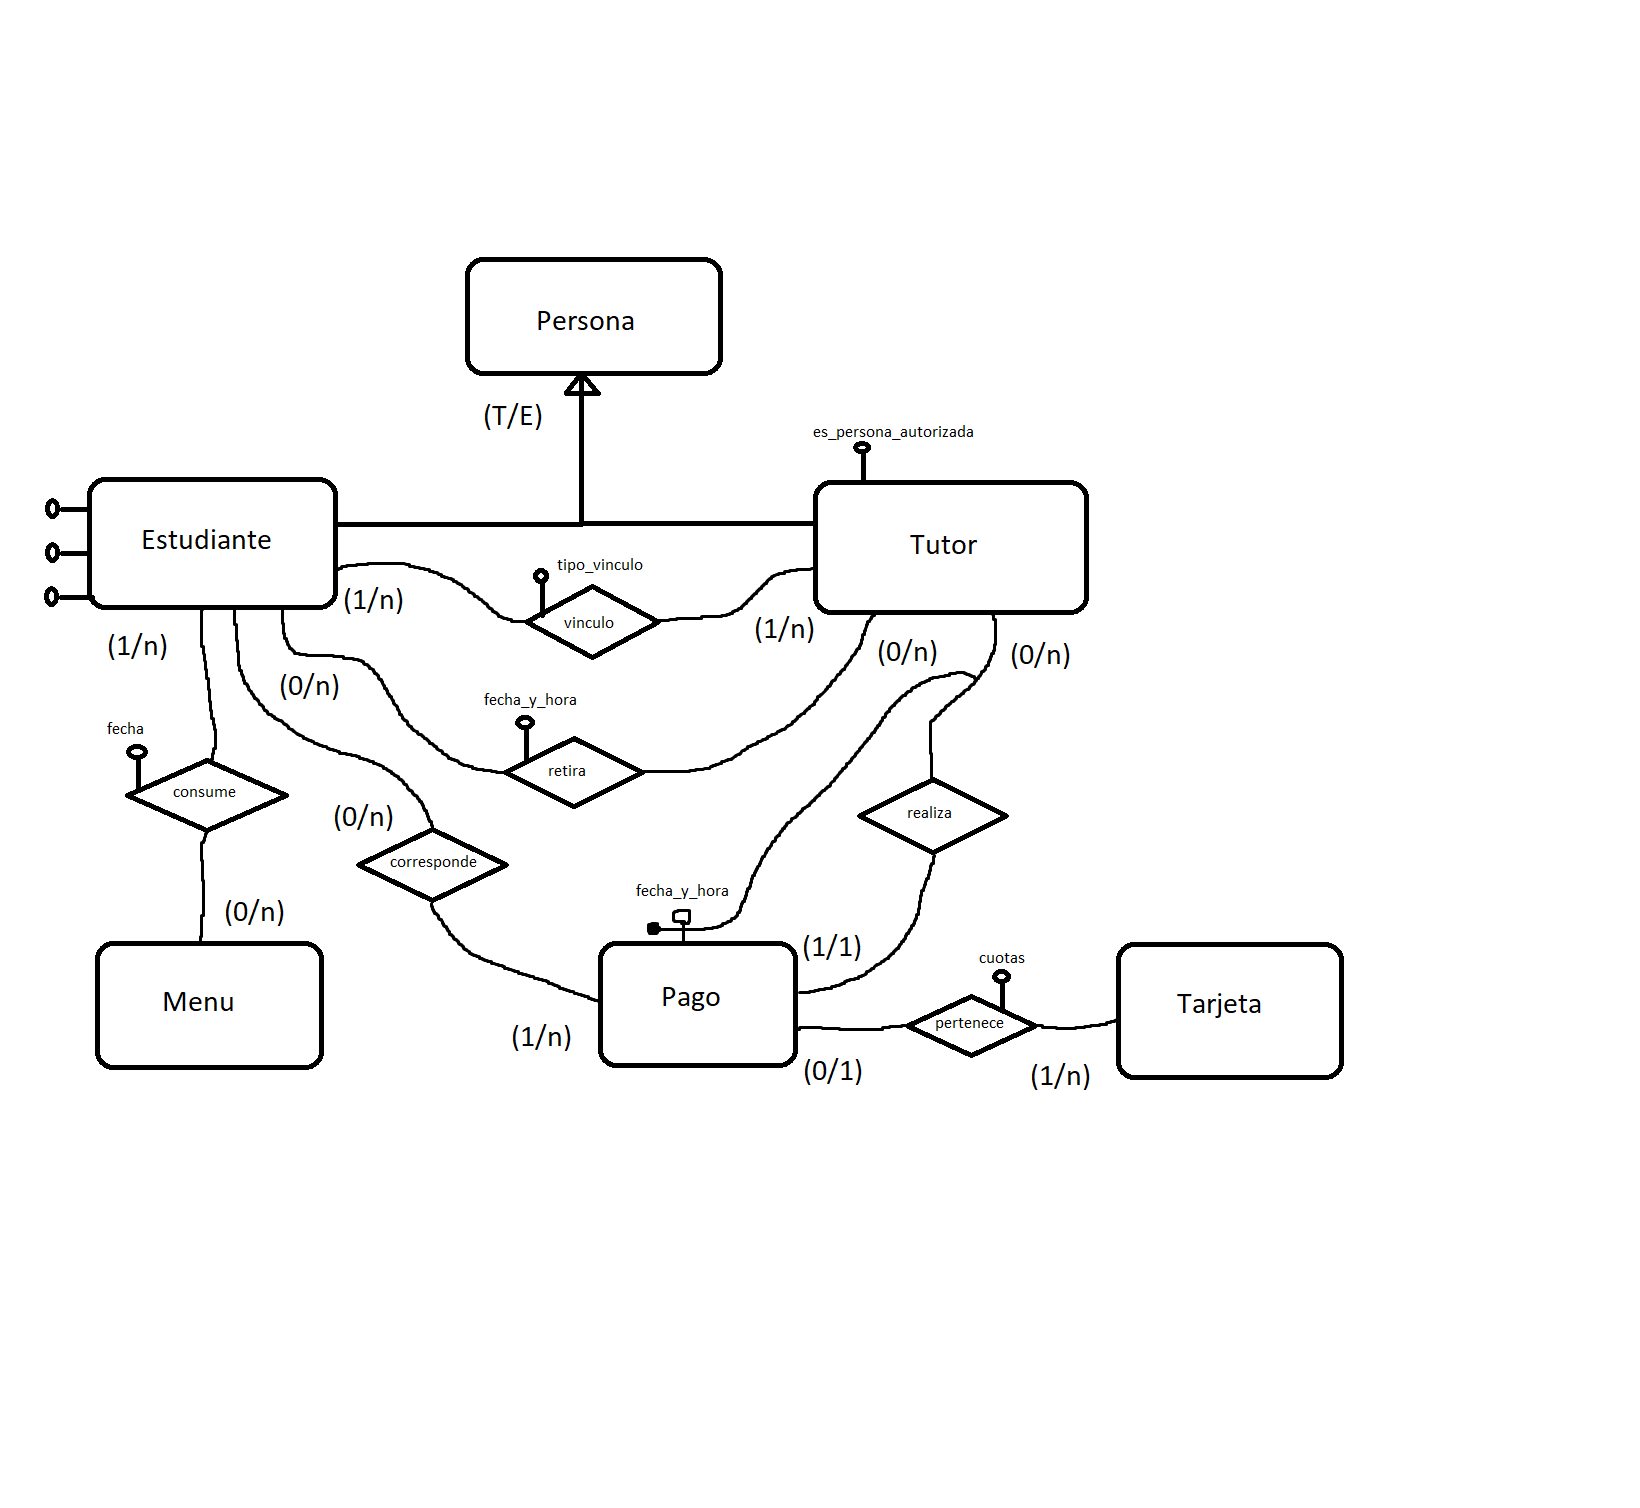 Persona
(T/E)
es_persona_autorizada
Estudiante
Tutor
tipo_vinculo
(1/n)
vinculo
(1/n)
(1/n)
(0/n)
(0/n)
(0/n)
fecha_y_hora
fecha
retira
consume
(0/n)
realiza
corresponde
fecha_y_hora
(0/n)
(1/1)
cuotas
Menu
Pago
Tarjeta
pertenece
(1/n)
(0/1)
(1/n)